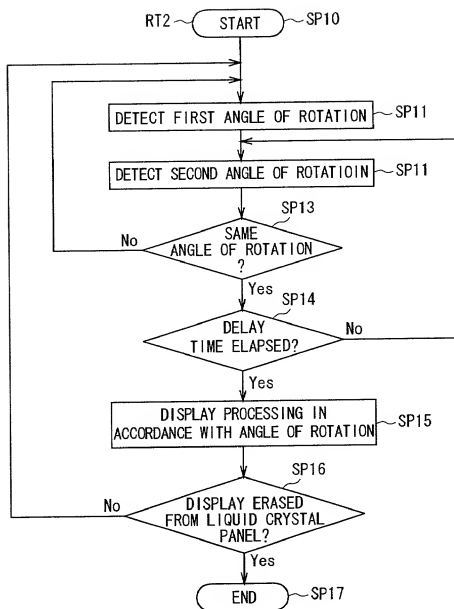 RT2 START SP10
DETECT FIRST ANGLE OF ROTATION SP11
DETECT SECOND ANGLE OF ROTATIOIN SP11
SP13
No SAME
ANGLE OF ROTATION
?
Yes
SP14
DELAY No
TIME ELAPSED?
Yes
DISPLAY PROCESSING IN
ACCORDANCE WITH ANGLE OF ROTATION SP15
SP16
No DISPLAY ERASED
FROM LIQUID CRYSTAL
PANEL?
Yes
END SP17